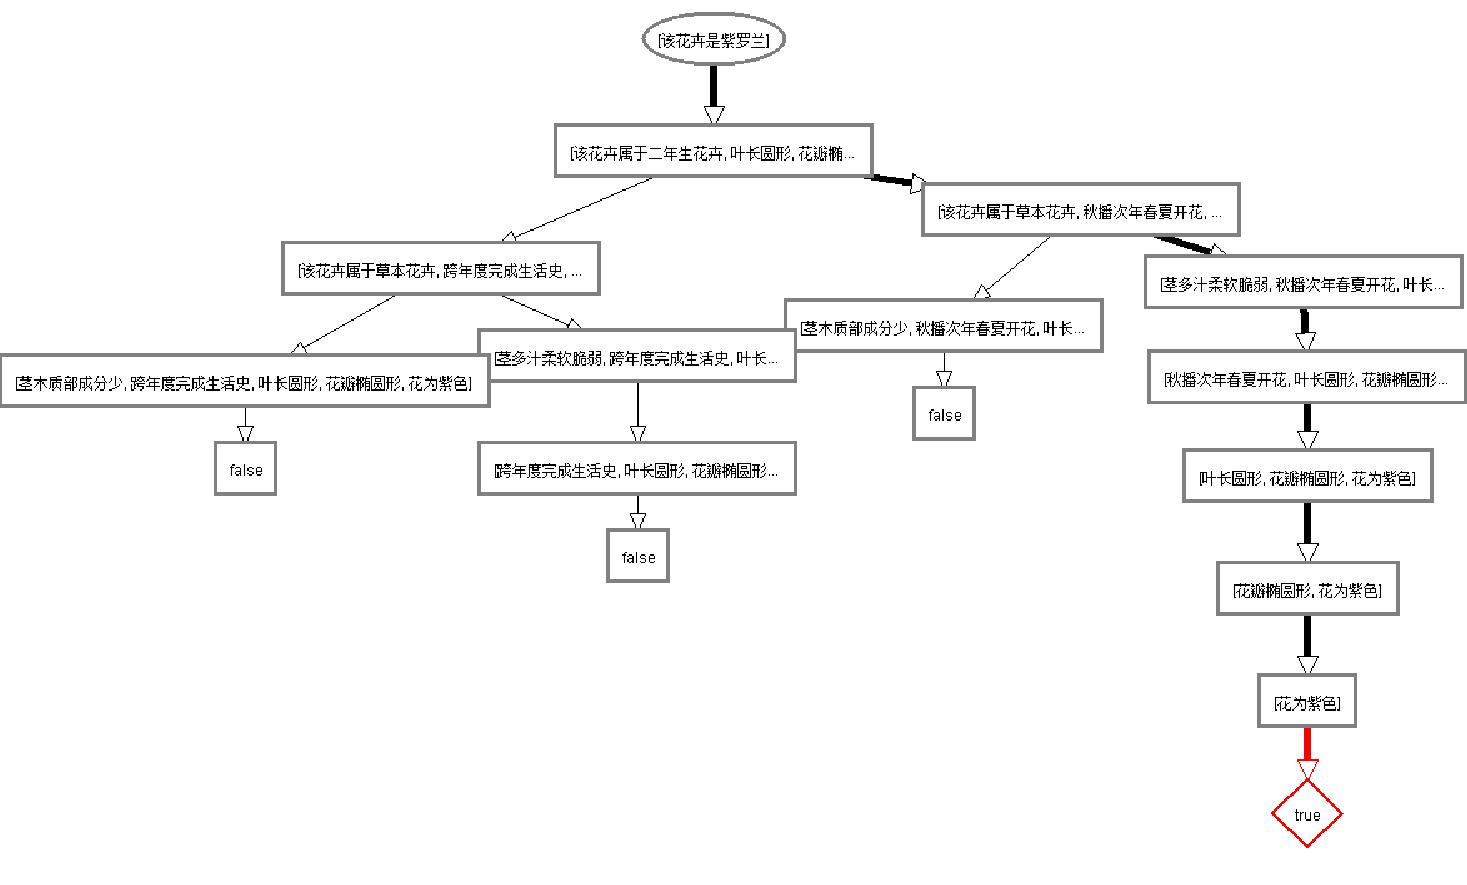 [该花卉是紫罗兰]
[该花卉属于二年生花卉, 叶长圆形, 花瓣椭...
[该花卉属于草本花卉, 秋播次年春夏开花, ...
[该花卉属于草本花卉, 跨年度完成生活史, ...
[茎多汁柔软脆弱, 秋播次年春夏开花, 叶长...
[茎木质部成分少, 秋播次年春夏开花, 叶长...
[茎多汁柔软脆弱, 跨年度完成生活史, 叶长...
[茎木质部成分少, 跨年度完成生活史, 叶长圆形, 花瓣椭圆形, 花为紫色]
[秋播次年春夏开花, 叶长圆形, 花瓣椭圆形...
false
false
[跨年度完成生活史, 叶长圆形, 花瓣椭圆形...
[叶长圆形, 花瓣椭圆形, 花为紫色]
false
[花瓣椭圆形, 花为紫色]
[花为紫色]
true